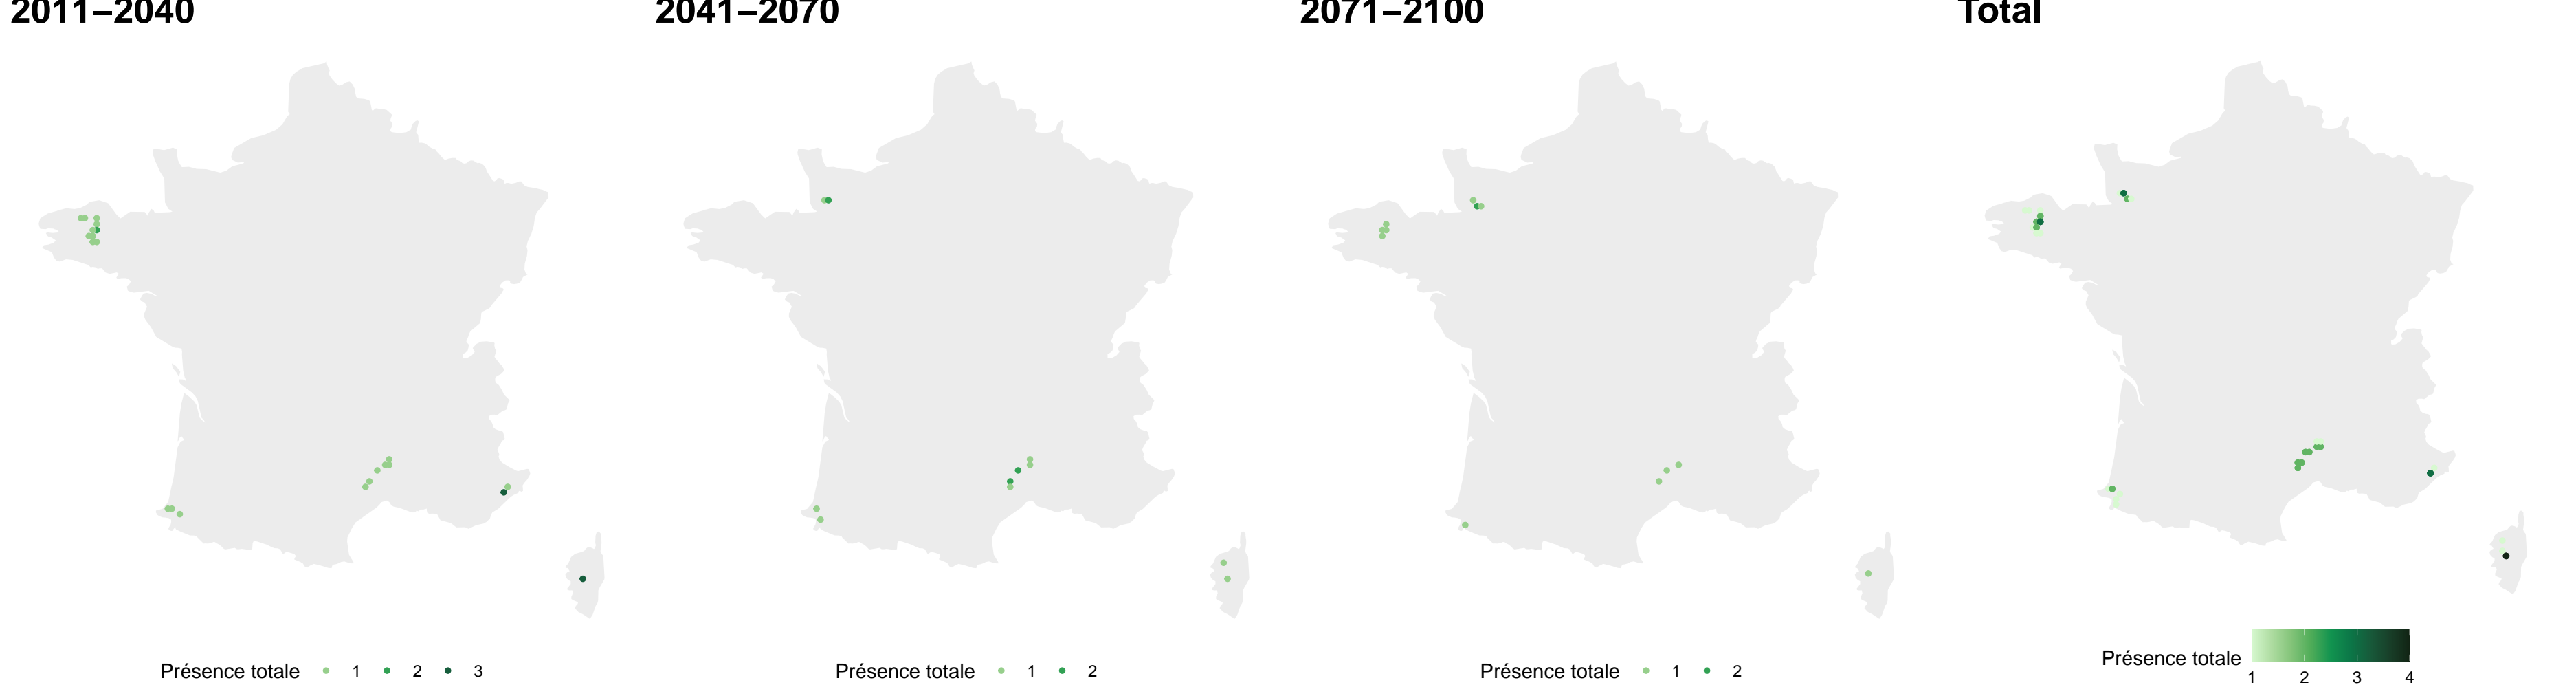 2011–2040
2041–2070
2071–2100
Total
Présence totale 1 2 3
Présence totale 1 2
Présence totale 1 2
Présence totale
1 2 3 4